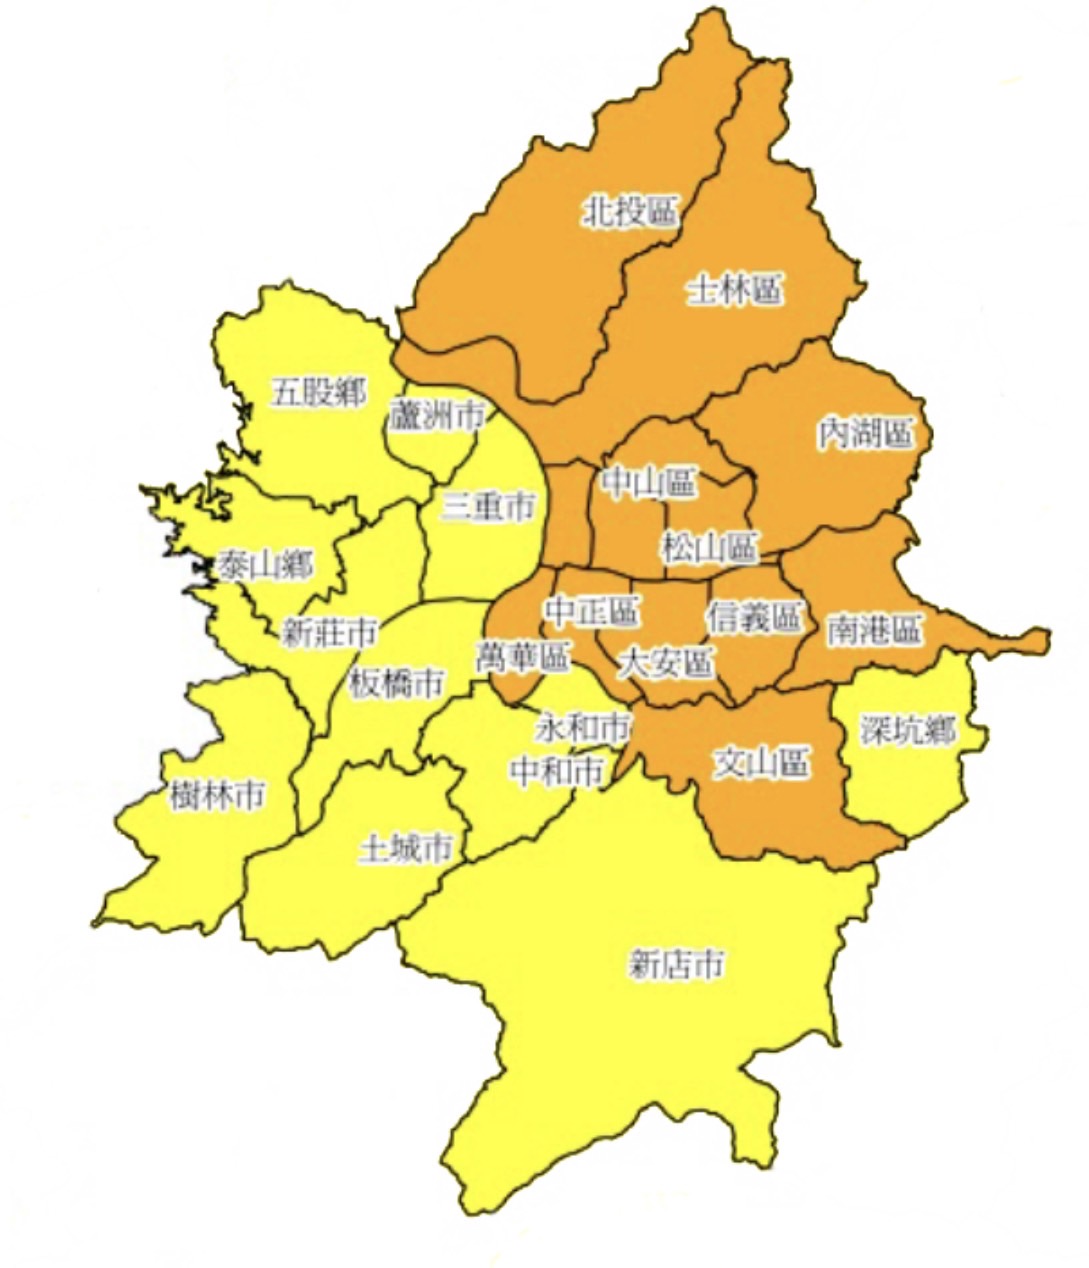 北投區
士林區
五股鄉
蘆洲市
內湖區
中山區
三重市
松山區
泰山鄉
中正區
信義區
南港區
新莊市
萬華區
大安區
板橋市
永和市
深坑鄉
文山區
中和市
樹林市
土城市
新店市